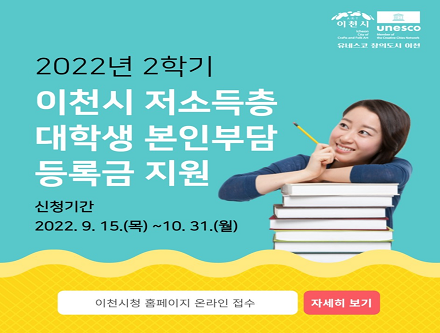 이천시
unesco
유네스코 창의도시 이천
2022년 2학기
이천시 저소득층
대학생 본인부담
등록금 지원
신청기간
2022. 9. 15.(목) ~10. 31.(월)
이천시청 홈페이지 온라인 접수
자세히 보기